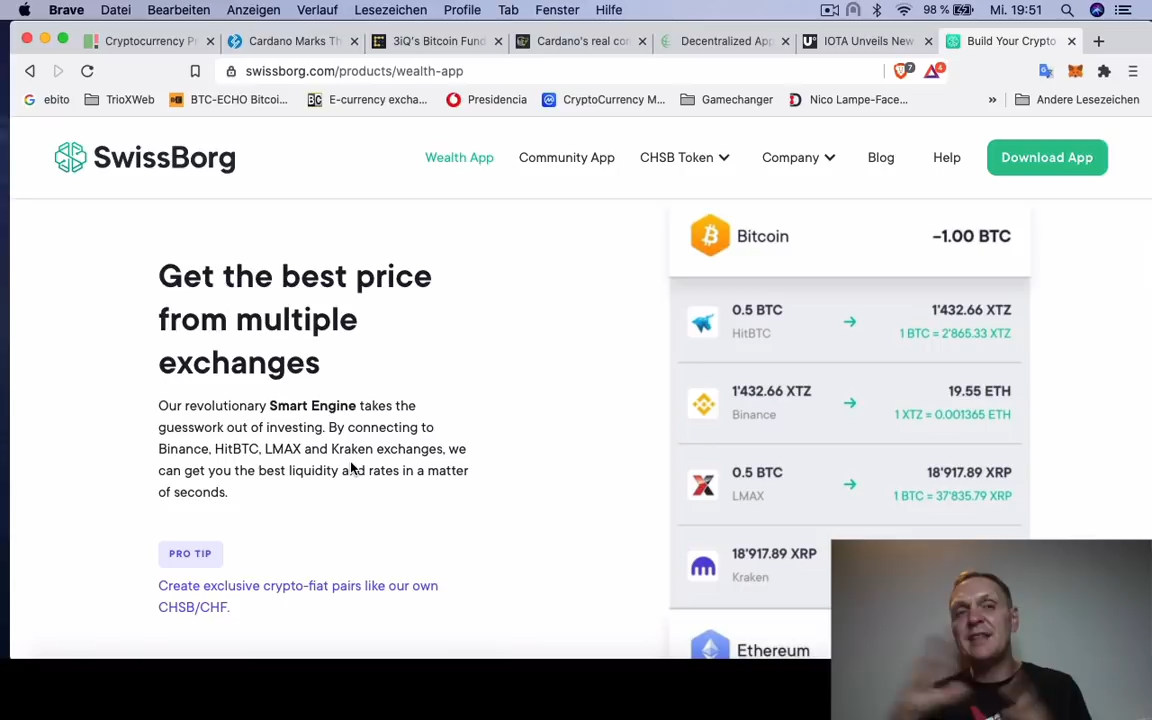 Brave Datei Bearbeiten Anzeigen Verlauf Lesezeichen Profile Tab Fenster Hilfe 98 % Mi. 19:51
Cryptocurrency P Cardano Marks Th 3iQ's Bitcoin Fund Cardano's real co Decentralized App IOTA Unveils New Build Your Crypto
swissborg.com/products/wealth-app 7 4
ebito TrioXWeb BTC-ECHO Bitcoi... E-currency excha... Presidencia CryptoCurrency M... Gamechanger Nico Lampe-Face... » Andere Lesezeichen
SwissBorg Wealth App Community App CHSB Token Company Blog Help Download App
Get the best price
from multiple
exchanges
Our revolutionary Smart Engine takes the
guesswork out of investing. By connecting to
Binance, HitBTC, LMAX and Kraken exchanges, we
can get you the best liquidity and rates in a matter
of seconds.
PRO TIP
Create exclusive crypto-fiat pairs like our own
CHSB/CHF.
Bitcoin -1.00 BTC
0.5 BTC 1'432.66 XTZ
HitBTC 1 BTC = 2'865.33 XTZ
1'432.66 XTZ 19.55 ETH
Binance 1 XTZ = 0.001365 ETH
0.5 BTC 18'917.89 XRP
LMAX 1 BTC = 37'835.79 XRP
18'917.89 XRP
Kraken
Ethereum